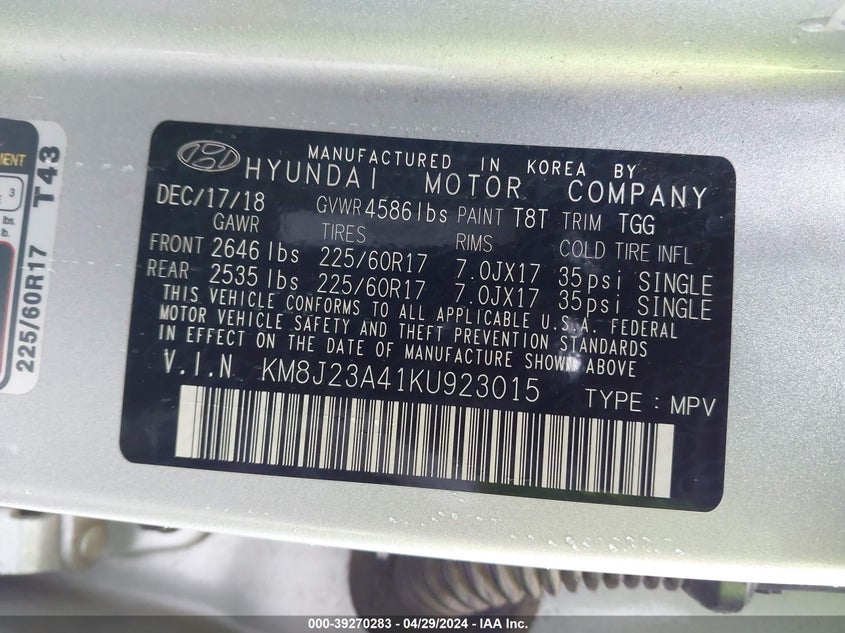 MANUFACTURED IN KOREA BY
HYUNDAI MOTOR COMPANY
DEC/17/18 GVWR 4586 lbs PAINT T8T TRIM TGG
GAWR TIRES RIMS COLD TIRE INFL
FRONT 2646 lbs 225/60R17 7.0JX17 35psi SINGLE
REAR 2535 lbs 225/60R17 7.0JX17 35psi SINGLE
THIS VEHICLE CONFORMS TO ALL APPLICABLE U.S.A. FEDERAL
MOTOR VEHICLE SAFETY AND THEFT PREVENTION STANDARDS
IN EFFECT ON THE DATE OF MANUFACTURE SHOWN ABOVE
V.I.N KM8J23A41KU923015
TYPE : MPV
3
lbs.
lb.
225/60R17 T43
000-39270283 - 04/29/2024 - IAA Inc.